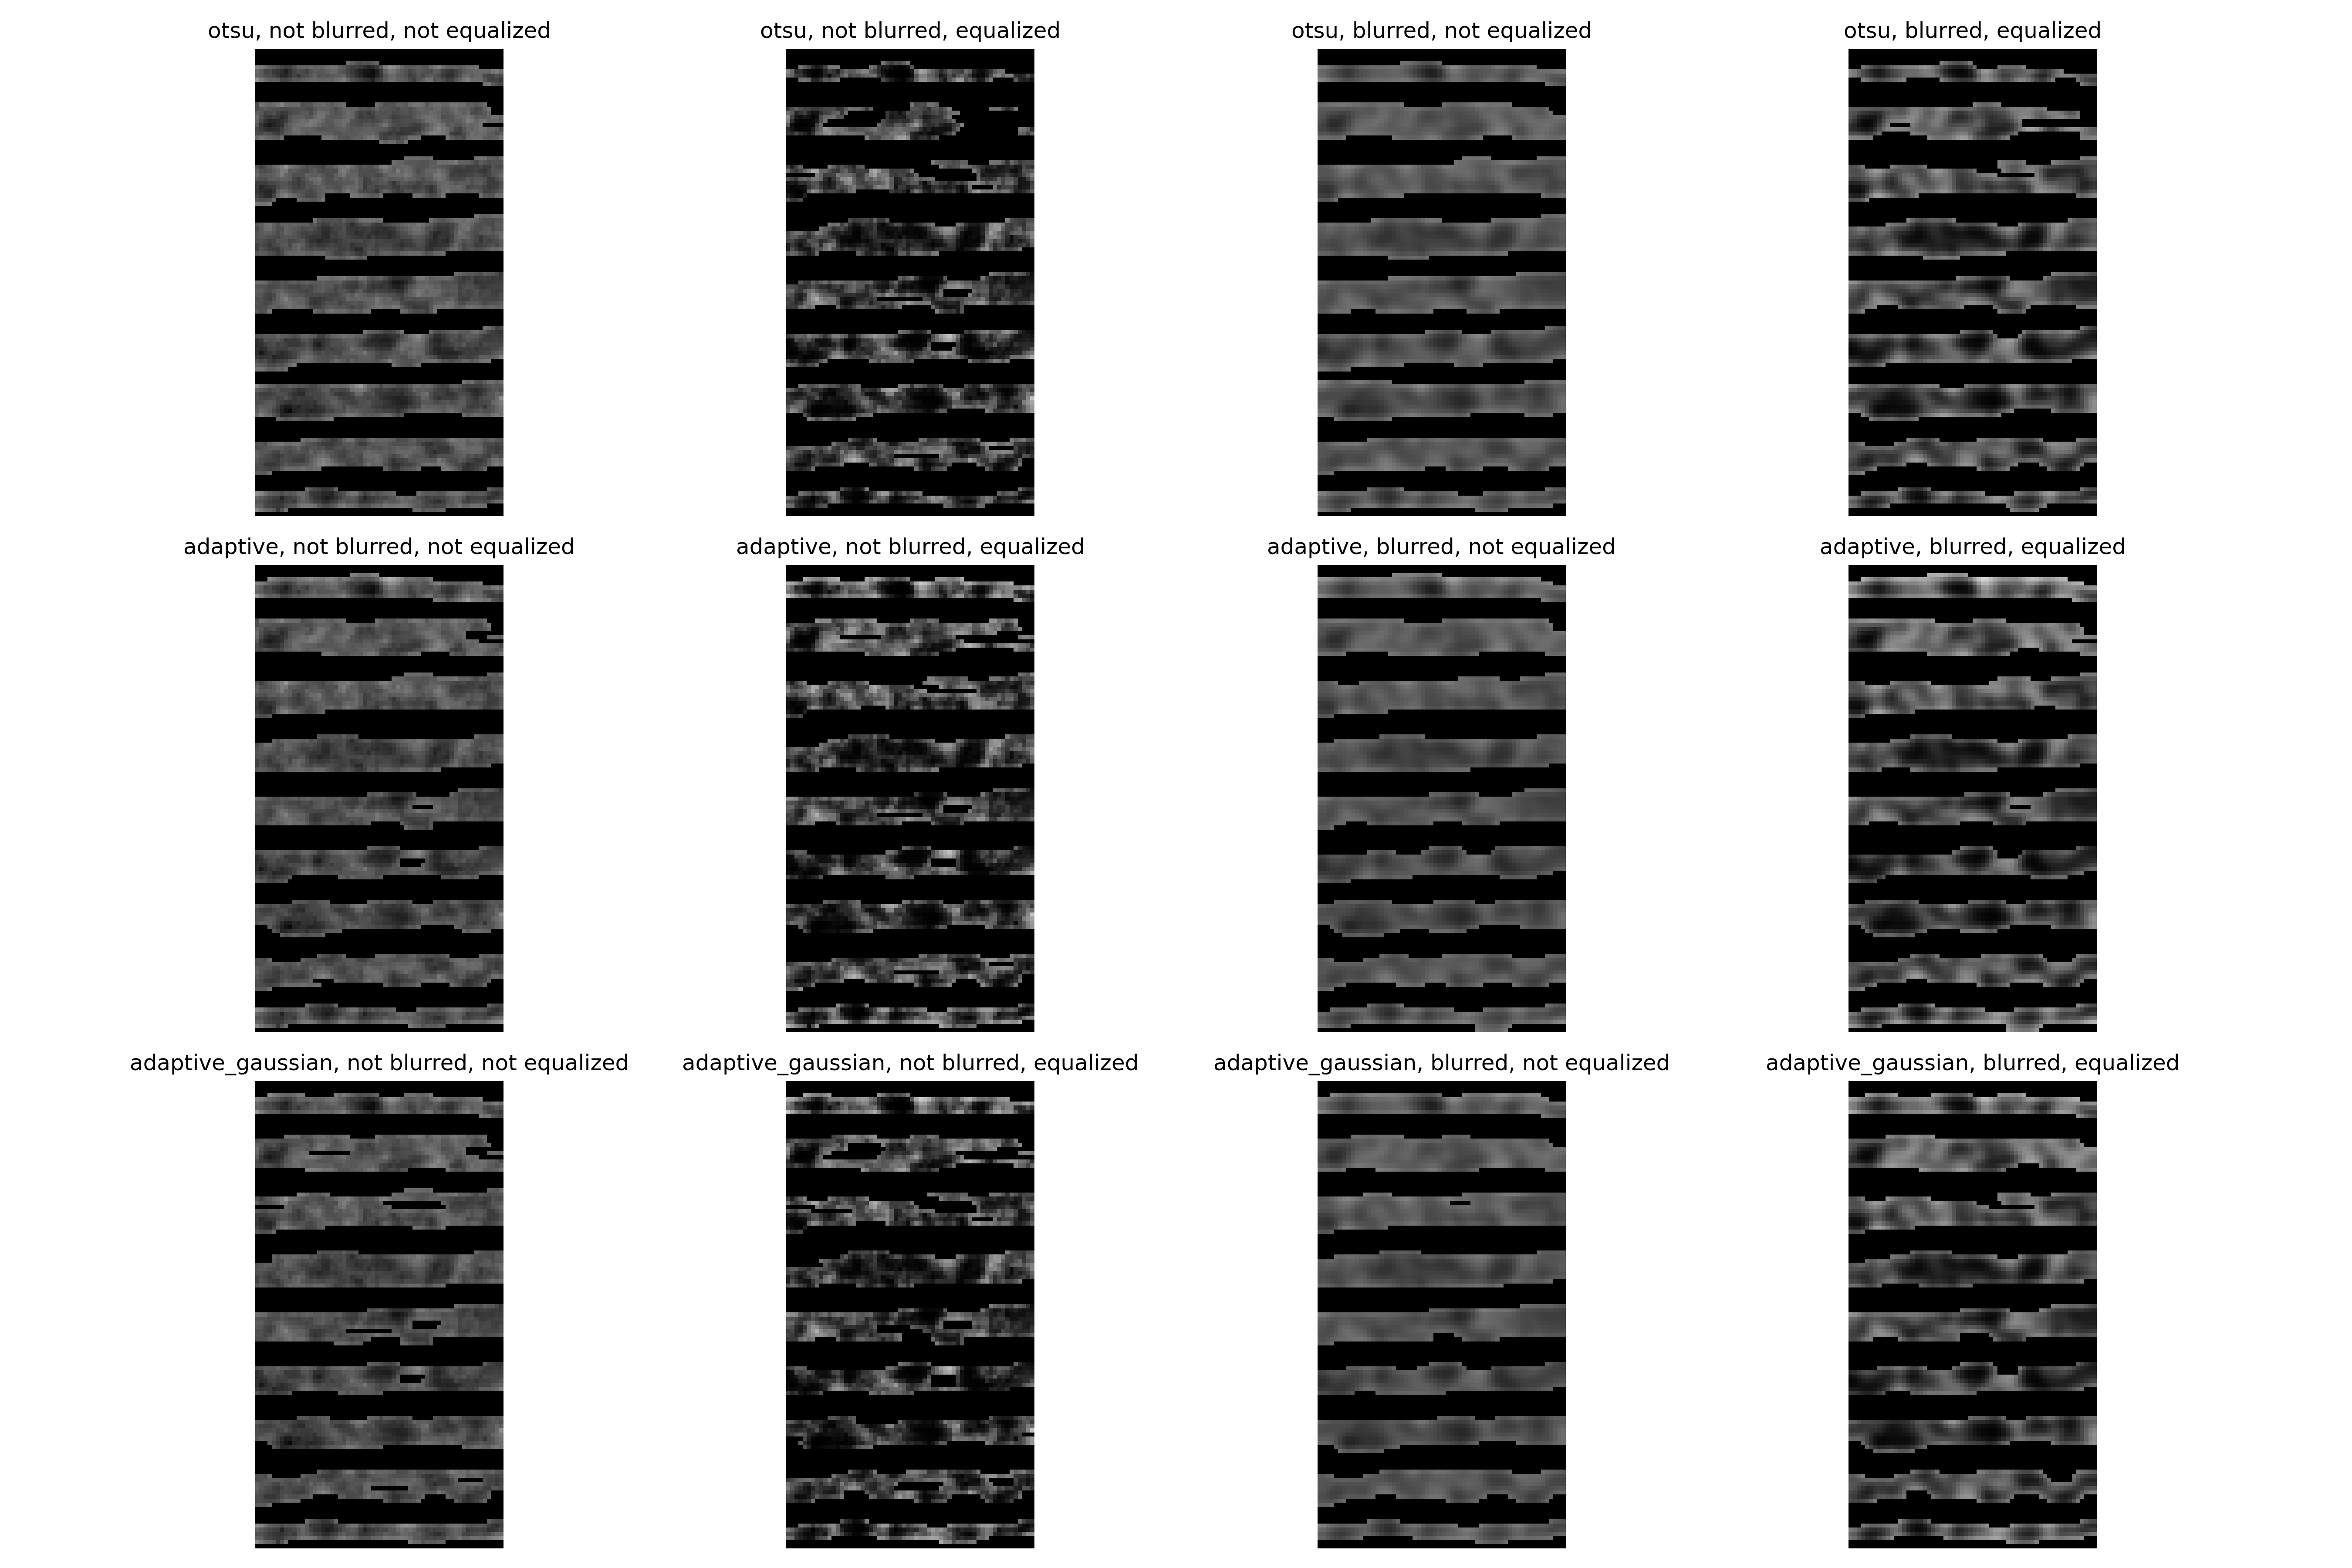 otsu, not blurred, not equalized
otsu, not blurred, equalized
otsu, blurred, not equalized
otsu, blurred, equalized
adaptive, not blurred, not equalized
adaptive, not blurred, equalized
adaptive, blurred, not equalized
adaptive, blurred, equalized
adaptive_gaussian, not blurred, not equalized
adaptive_gaussian, not blurred, equalized
adaptive_gaussian, blurred, not equalized
adaptive_gaussian, blurred, equalized